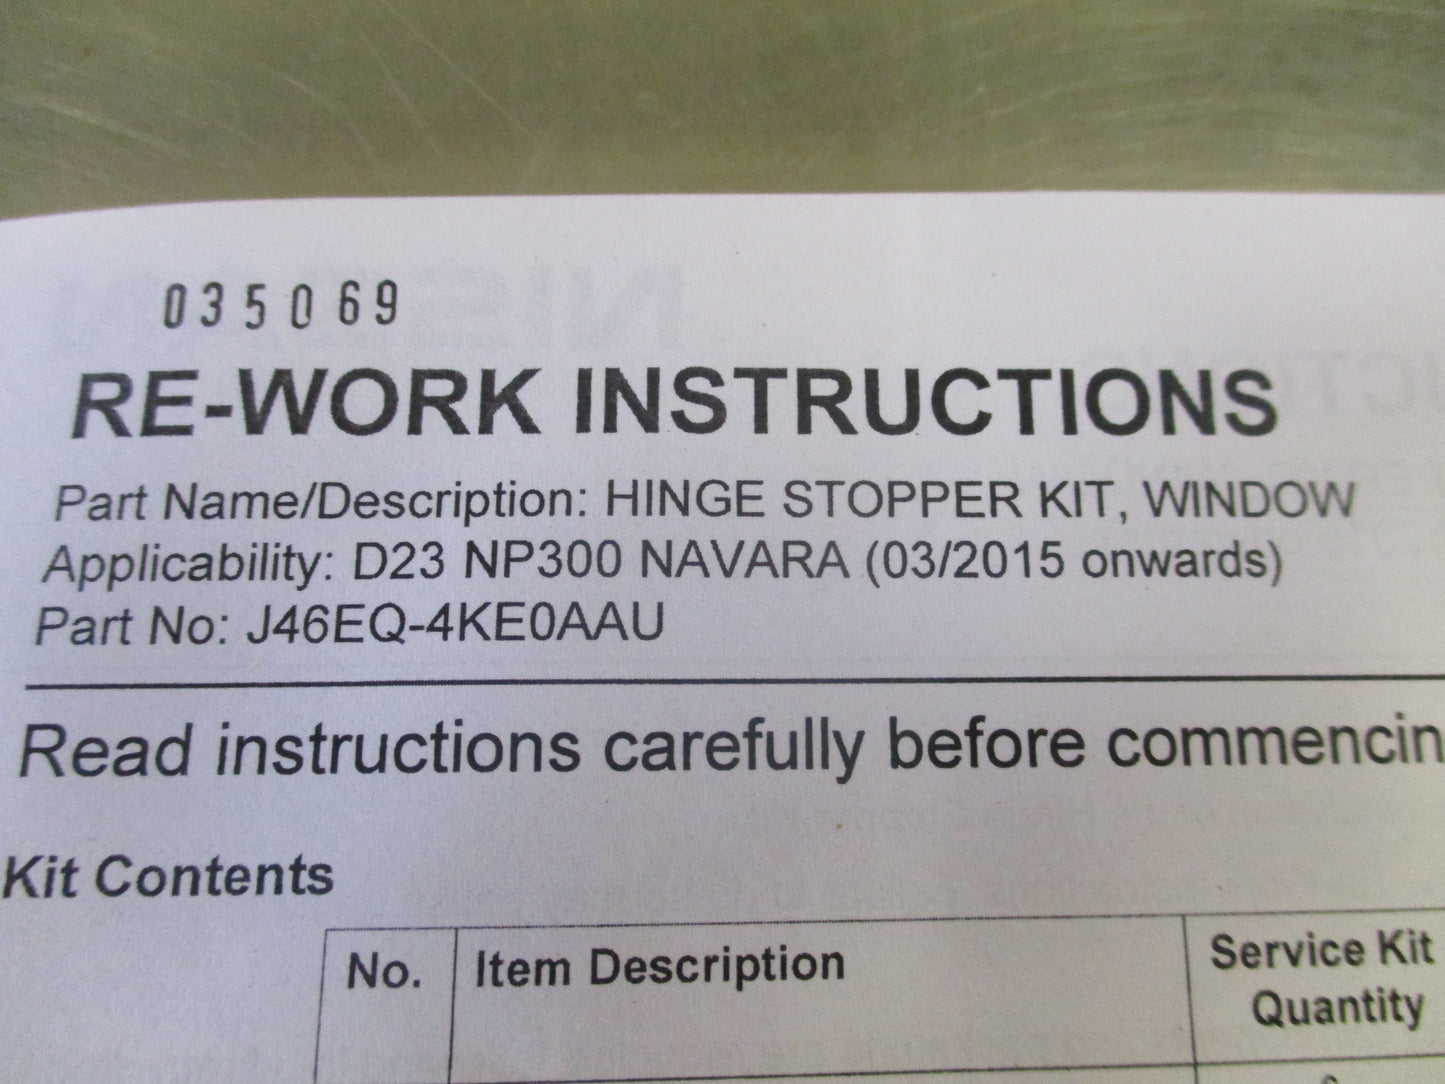 035069
RE-WORK INSTRUCTIONS
Part Name/Description: HINGE STOPPER KIT, WINDOW
Applicability: D23 NP300 NAVARA (03/2015 onwards)
Part No: J46EQ-4KE0AAU
Read instructions carefully before commencin
Kit Contents
No. Item Description Service Kit
Quantity